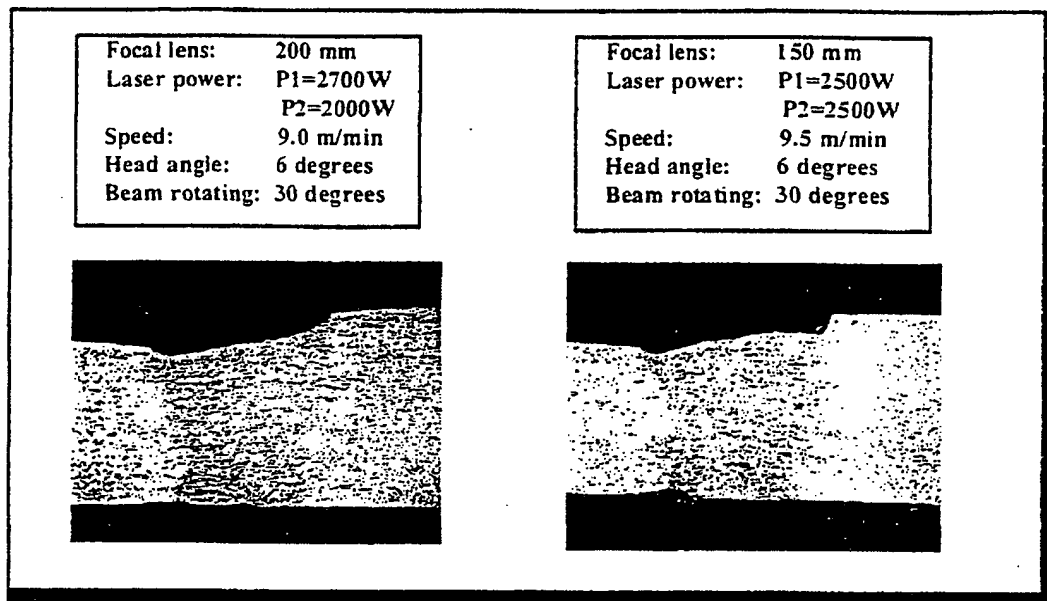 Focal lens: 200 mm
Laser power: P1=2700W
P2=2000W
Speed: 9.0 m/min
Head angle: 6 degrees
Beam rotating: 30 degrees
Focal lens: 150 mm
Laser power: P1=2500W
P2=2500W
Speed: 9.5 m/min
Head angle: 6 degrees
Beam rotating: 30 degrees